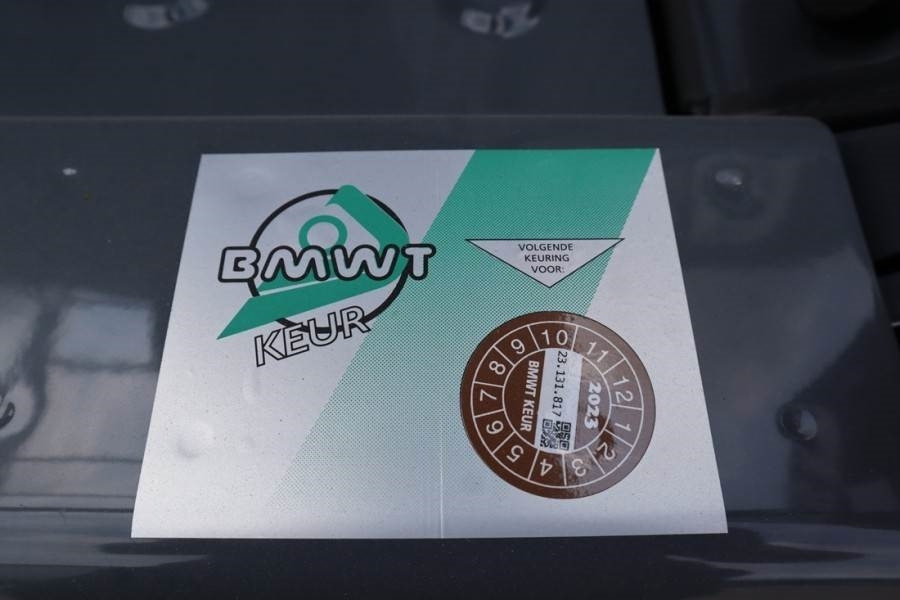 BMWT
KEUR
VOLGENDE
KEURING
VOOR:
1 2 3 4 5 6 7 8 9 10 11 12
2023
23.131.817
BMWT KEUR